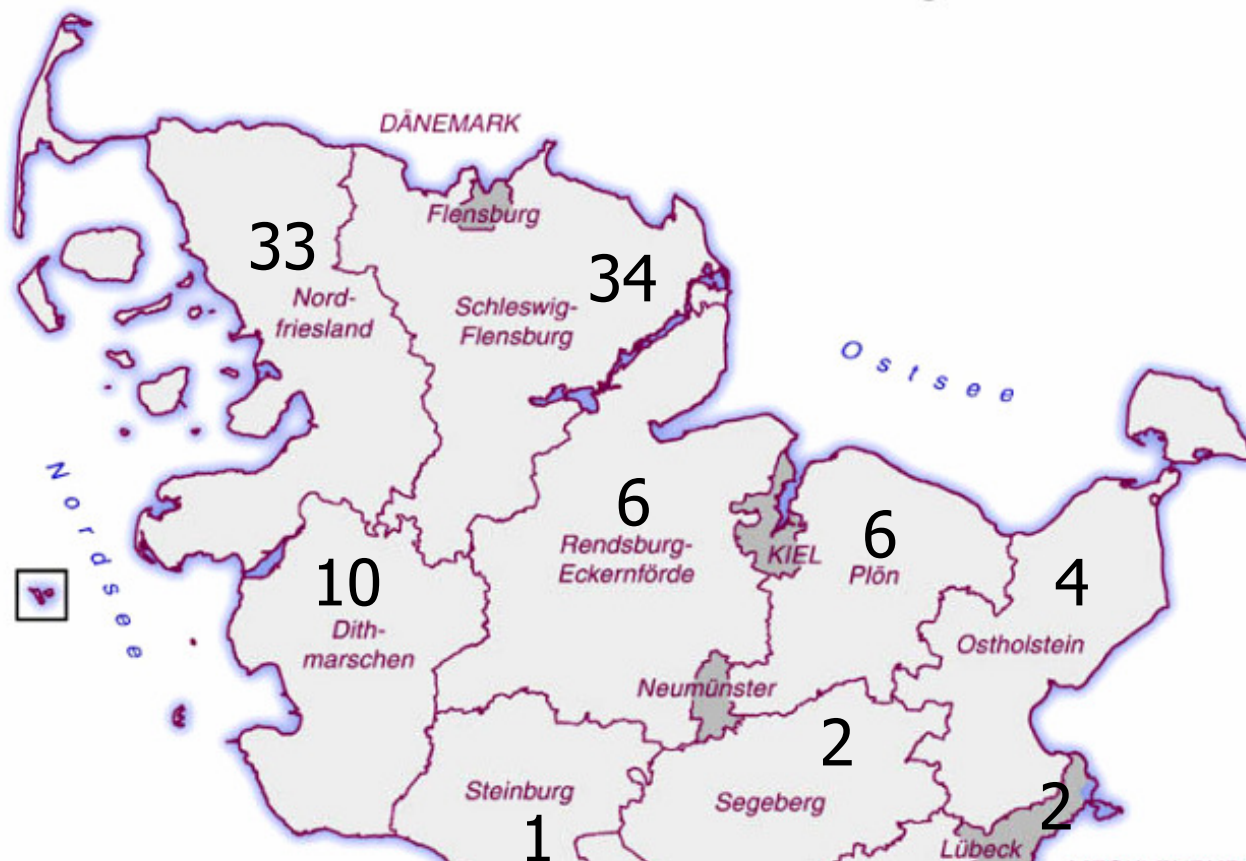 DÄNEMARK
Flensburg
33
34
Nord-
friesland
Schleswig-
Flensburg
Ostsee
Nordsee
6
Rendsburg-
Eckernförde
KIEL
6
Plön
10
Dith-
marschen
4
Ostholstein
Neumünster
2
Steinburg
Segeberg
1
2
Lübeck